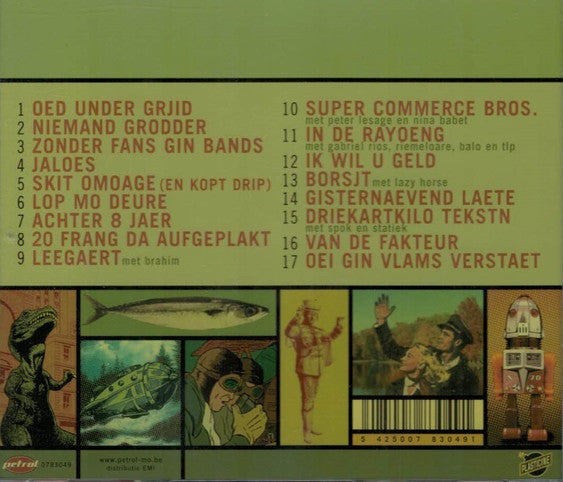 1 OED UNDER GRJID
2 NIEMAND GRODDER
3 ZONDER FANS GIN BANDS
4 JALOES
5 SKIT OMOAGE (EN KOPT DRIP)
6 LOP MO DEURE
7 ACHTER 8 JAER
8 20 FRANG DA AUFGEPLAKT
9 LEEGAERT met brahim
10 SUPER COMMERCE BROS.
met peter lesage en nina babet
11 IN DE RAYOENG
met gabriel rios, riemeloare, balo en tlp
12 IK WIL U GELD
13 BORSJT met lazy horse
14 GISTERNAEVEND LAETE
15 DRIEKARTKILO TEKSTN
met spok en statiek
16 VAN DE FAKTEUR
17 OEI GIN VLAMS VERSTAET
70
5 425007 830491
petrol 0783049
www.petrol-mo.be
distributie EMI
PLASTICINE